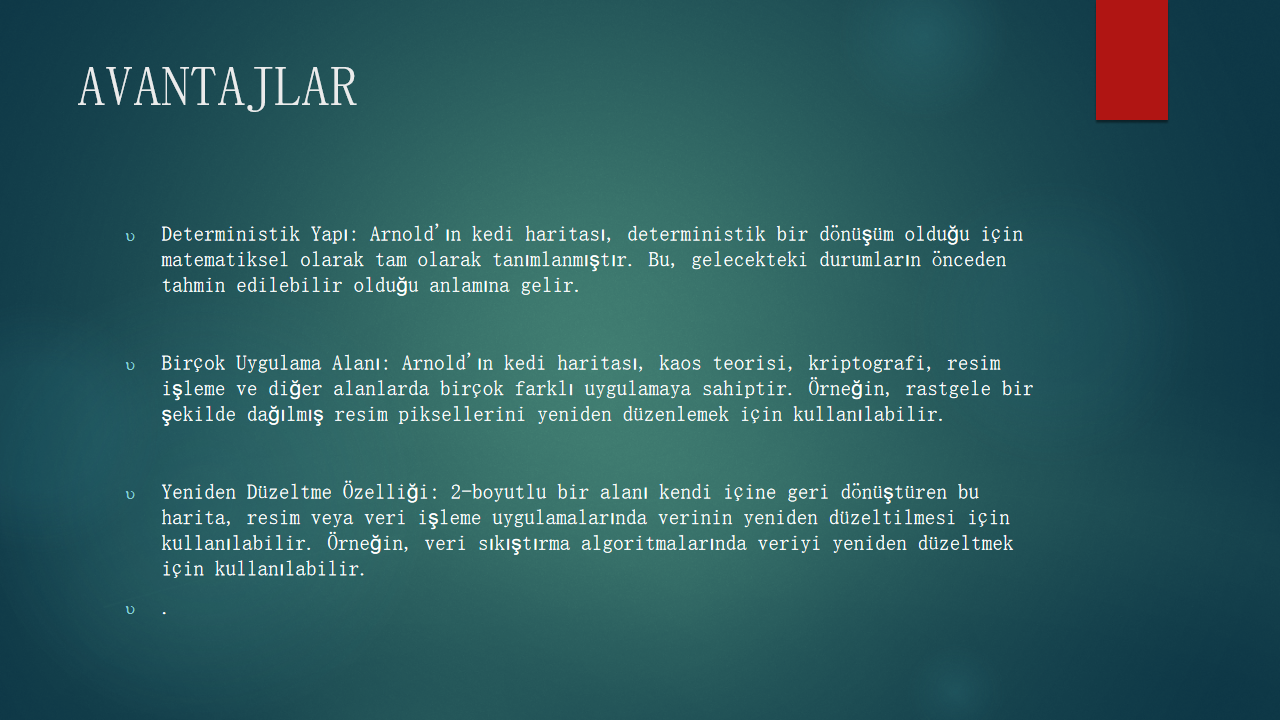 AVANTAJLAR
Deterministik Yapı: Arnold'ın kedi haritası, deterministik bir dönüşüm olduğu için
matematiksel olarak tam olarak tanımlanmıştır. Bu, gelecekteki durumların önceden
tahmin edilebilir olduğu anlamına gelir.
Birçok Uygulama Alanı: Arnold'ın kedi haritası, kaos teorisi, kriptografi, resim
işleme ve diğer alanlarda birçok farklı uygulamaya sahiptir. Örneğin, rastgele bir
şekilde dağılmış resim piksellerini yeniden düzenlemek için kullanılabilir.
Yeniden Düzeltme Özelliği: 2-boyutlu bir alanı kendi içine geri dönüştüren bu
harita, resim veya veri işleme uygulamalarında verinin yeniden düzeltilmesi için
kullanılabilir. Örneğin, veri sıkıştırma algoritmalarında veriyi yeniden düzeltmek
için kullanılabilir.
.